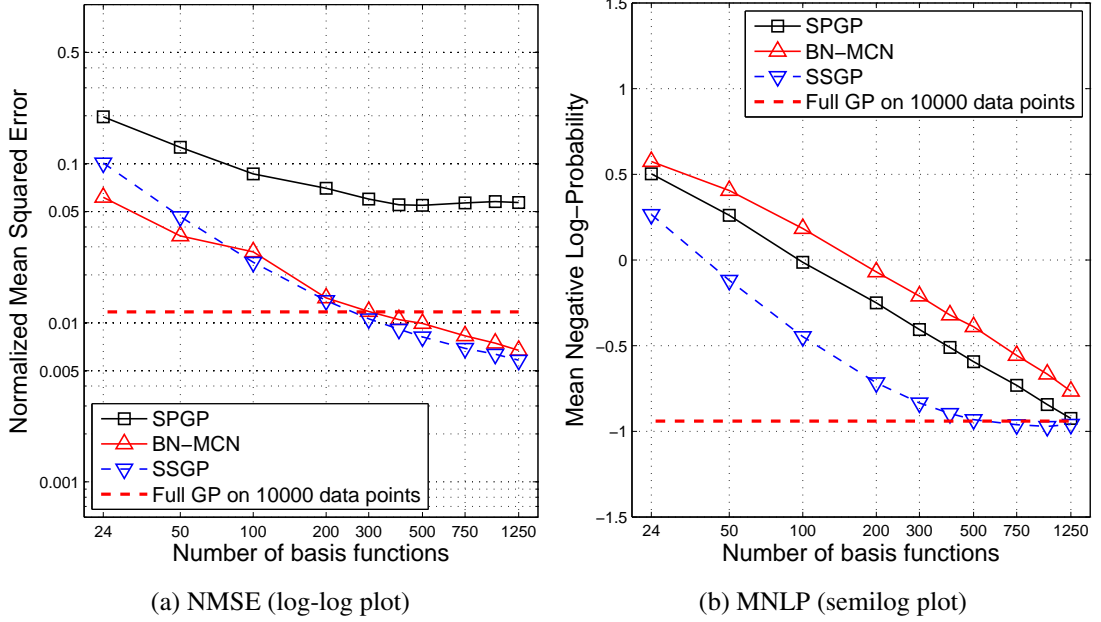 Normalized Mean Squared Error
0.5
0.1
0.05
0.01
0.005
0.001
SPGP
BN−MCN
SSGP
Full GP on 10000 data points
24 50 100 200 300 500 750 1250
Number of basis functions
(a) NMSE (log-log plot)
Mean Negative Log−Probability
1.5
1
0.5
0
−0.5
−1
−1.5
SPGP
BN−MCN
SSGP
Full GP on 10000 data points
24 50 100 200 300 500 750 1250
Number of basis functions
(b) MNLP (semilog plot)